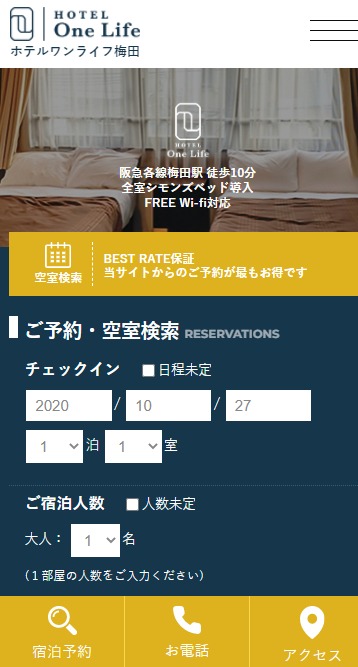 HOTEL
One Life
ホテルワンライフ梅田
HOTEL
One Life
阪急各線梅田駅 徒歩10分
全室シモンズベッド導入
FREE Wi-fi対応
空室検索
BEST RATE保証
当サイトからのご予約が最もお得です
ご予約・空室検索 RESERVATIONS
チェックイン 日程未定
2020 / 10 / 27
1 泊 1 室
ご宿泊人数 人数未定
大人： 1 名
(１部屋の人数をご入力ください)
宿泊予約 お電話 アクセス